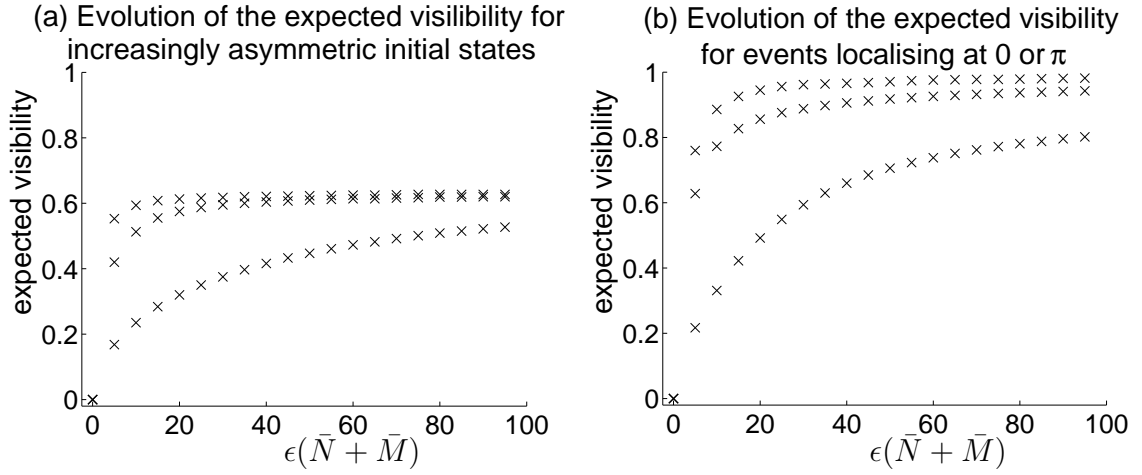 (a) Evolution of the expected visilibility for
increasingly asymmetric initial states
1
0.8
0.6
0.4
0.2
0
expected visibility
0 20 40 60 80 100
ϵ(N̄ + M̄)
(b) Evolution of the expected visibility
for events localising at 0 or π
1
0.8
0.6
0.4
0.2
0
expected visibility
0 20 40 60 80 100
ϵ(N̄ + M̄)